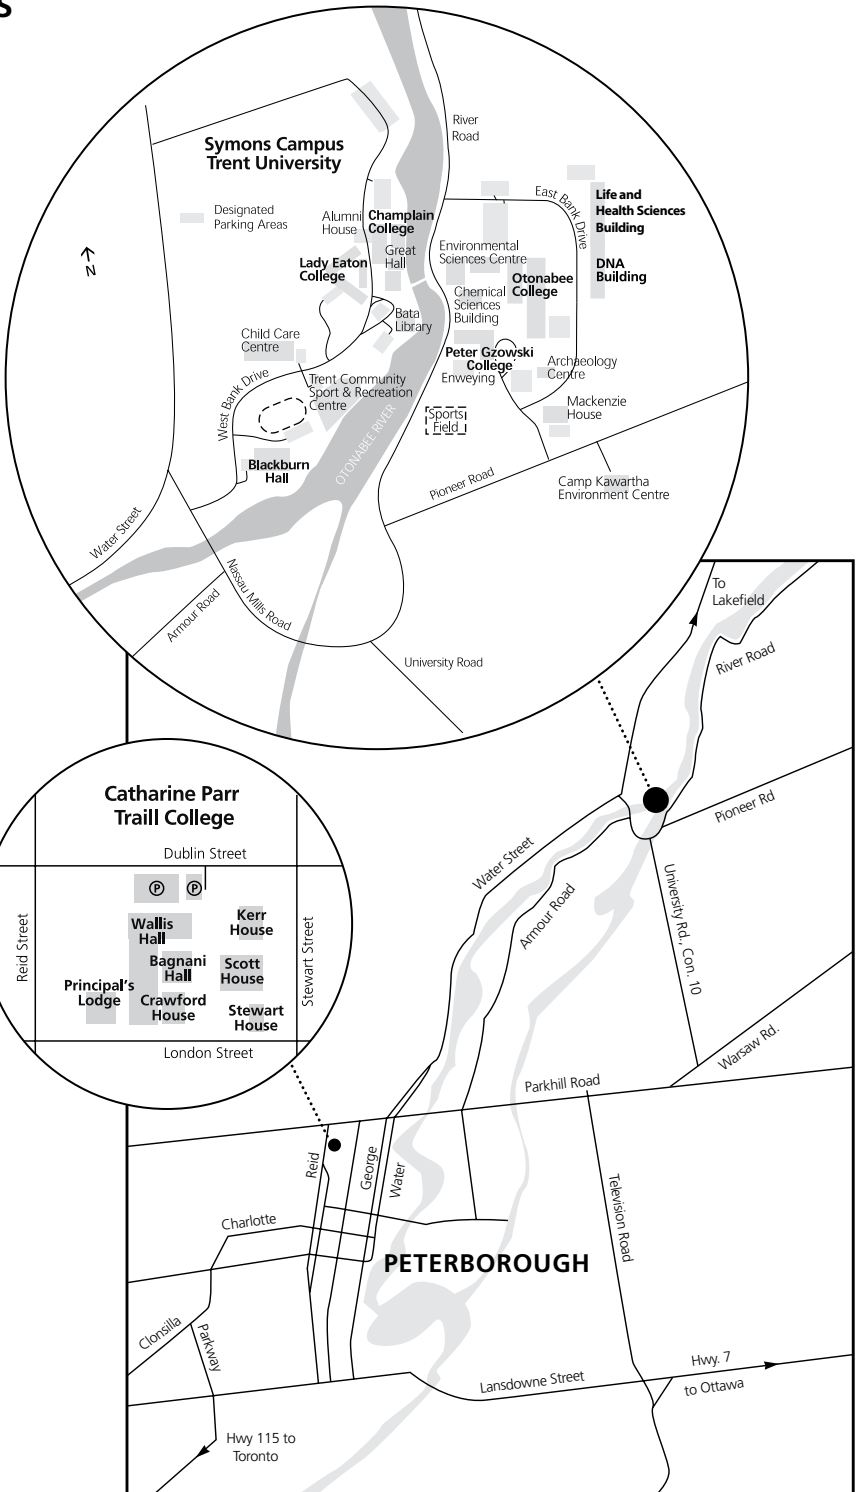 S
Symons Campus
Trent University
Designated
Parking Areas
N
River
Road
East Bank Drive
Life and
Health Sciences
Building
DNA
Building
Alumni
House
Champlain
College
Great
Hall
Lady Eaton
College
Environmental
Sciences Centre
Otonabee
College
Chemical
Sciences
Building
Bata
Library
Child Care
Centre
Peter Gzowski
College
Enweying
Archaeology
Centre
West Bank Drive
Trent Community
Sport & Recreation
Centre
Mackenzie
House
Sports
Field
OTONABEE RIVER
Blackburn
Hall
Pioneer Road
Camp Kawartha
Environment Centre
Water Street
Nassau Mills Road
Armour Road
University Road
To
Lakefield
River Road
Pioneer Rd
Water Street
Armour Road
University Rd., Con. 10
Warsaw Rd.
Catharine Parr
Traill College
Dublin Street
P
P
Reid Street
Stewart Street
Wallis
Hall
Kerr
House
Bagnani
Hall
Scott
House
Principal's
Lodge
Crawford
House
Stewart
House
London Street
Parkhill Road
Reid
George
Water
Television Road
Charlotte
PETERBOROUGH
Clonsilla
Parkway
Lansdowne Street
Hwy. 7
to Ottawa
Hwy 115 to
Toronto